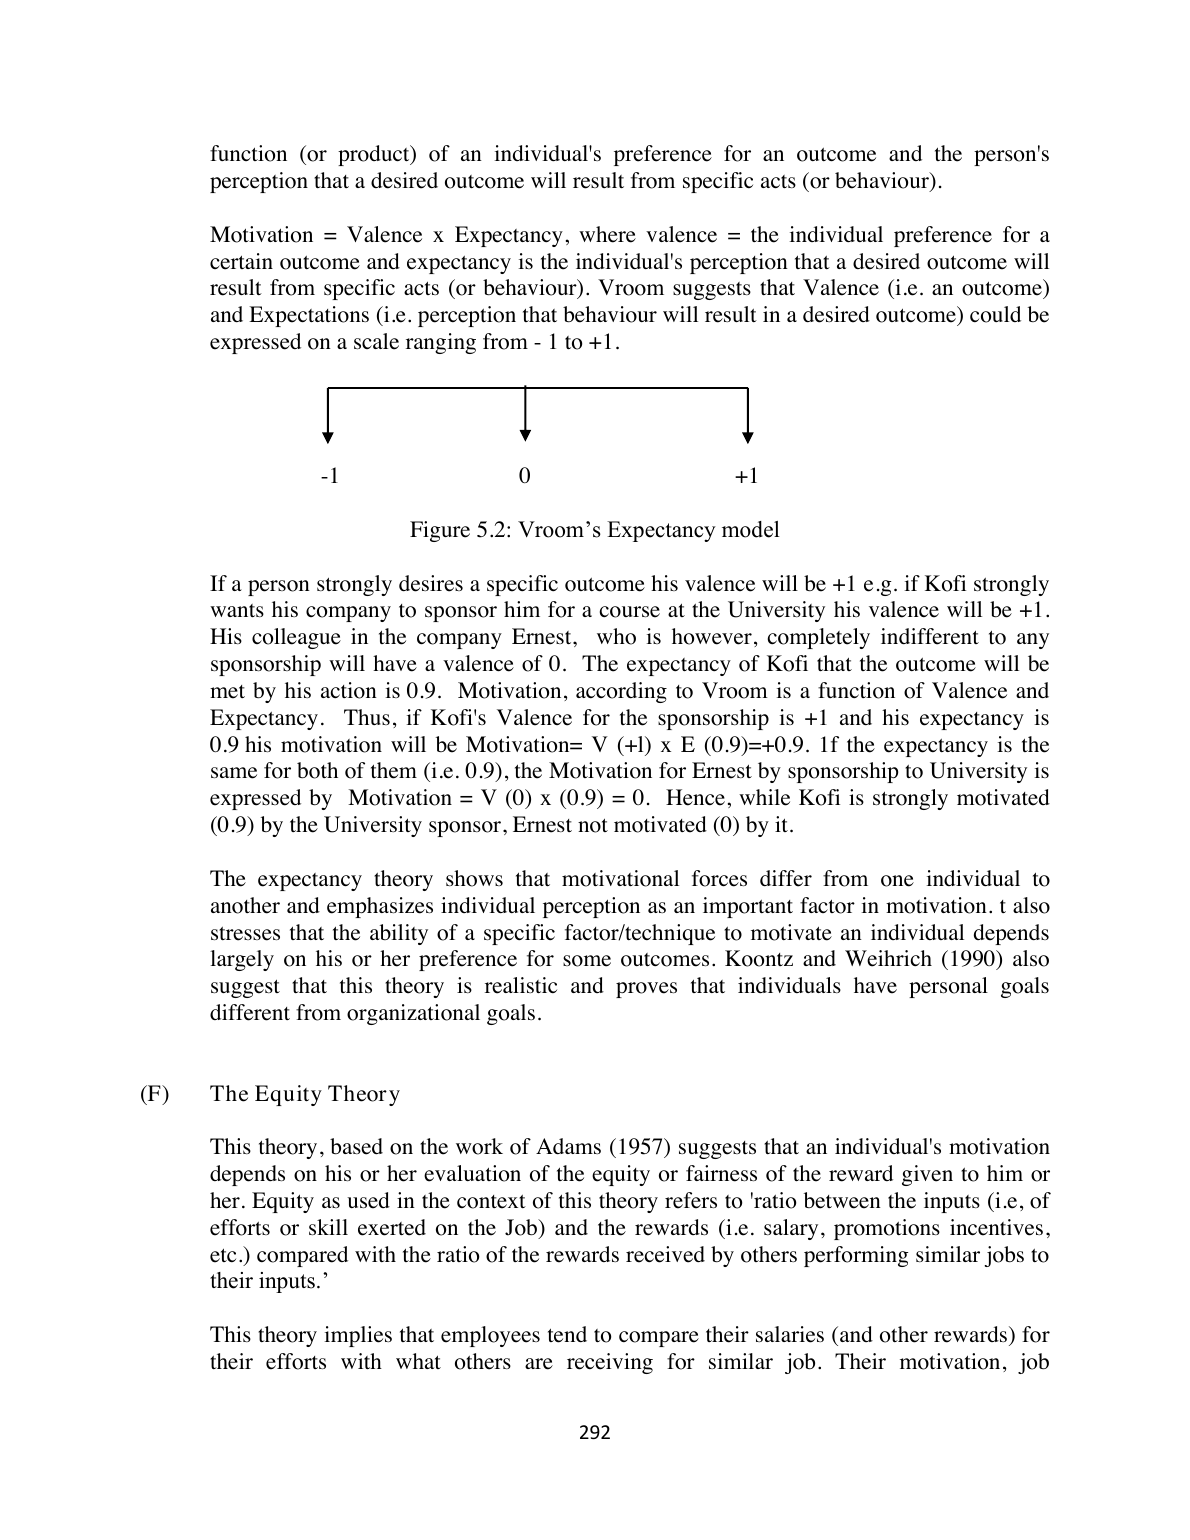 function (or product) of an individual's preference for an outcome and the person's
perception that a desired outcome will result from specific acts (or behaviour).
Motivation = Valence x Expectancy, where valence = the individual preference for a
certain outcome and expectancy is the individual's perception that a desired outcome will
result from specific acts (or behaviour). Vroom suggests that Valence (i.e. an outcome)
and Expectations (i.e. perception that behaviour will result in a desired outcome) could be
expressed on a scale ranging from - 1 to +1.
-1 0 +1
Figure 5.2: Vroom’s Expectancy model
If a person strongly desires a specific outcome his valence will be +1 e.g. if Kofi strongly
wants his company to sponsor him for a course at the University his valence will be +1.
His colleague in the company Ernest, who is however, completely indifferent to any
sponsorship will have a valence of 0. The expectancy of Kofi that the outcome will be
met by his action is 0.9. Motivation, according to Vroom is a function of Valence and
Expectancy. Thus, if Kofi's Valence for the sponsorship is +1 and his expectancy is
0.9 his motivation will be Motivation= V (+l) x E (0.9)=+0.9. 1f the expectancy is the
same for both of them (i.e. 0.9), the Motivation for Ernest by sponsorship to University is
expressed by Motivation = V (0) x (0.9) = 0. Hence, while Kofi is strongly motivated
(0.9) by the University sponsor, Ernest not motivated (0) by it.
The expectancy theory shows that motivational forces differ from one individual to
another and emphasizes individual perception as an important factor in motivation. t also
stresses that the ability of a specific factor/technique to motivate an individual depends
largely on his or her preference for some outcomes. Koontz and Weihrich (1990) also
suggest that this theory is realistic and proves that individuals have personal goals
different from organizational goals.
(F) The Equity Theory
This theory, based on the work of Adams (1957) suggests that an individual's motivation
depends on his or her evaluation of the equity or fairness of the reward given to him or
her. Equity as used in the context of this theory refers to 'ratio between the inputs (i.e, of
efforts or skill exerted on the Job) and the rewards (i.e. salary, promotions incentives,
etc.) compared with the ratio of the rewards received by others performing similar jobs to
their inputs.’
This theory implies that employees tend to compare their salaries (and other rewards) for
their efforts with what others are receiving for similar job. Their motivation, job
292